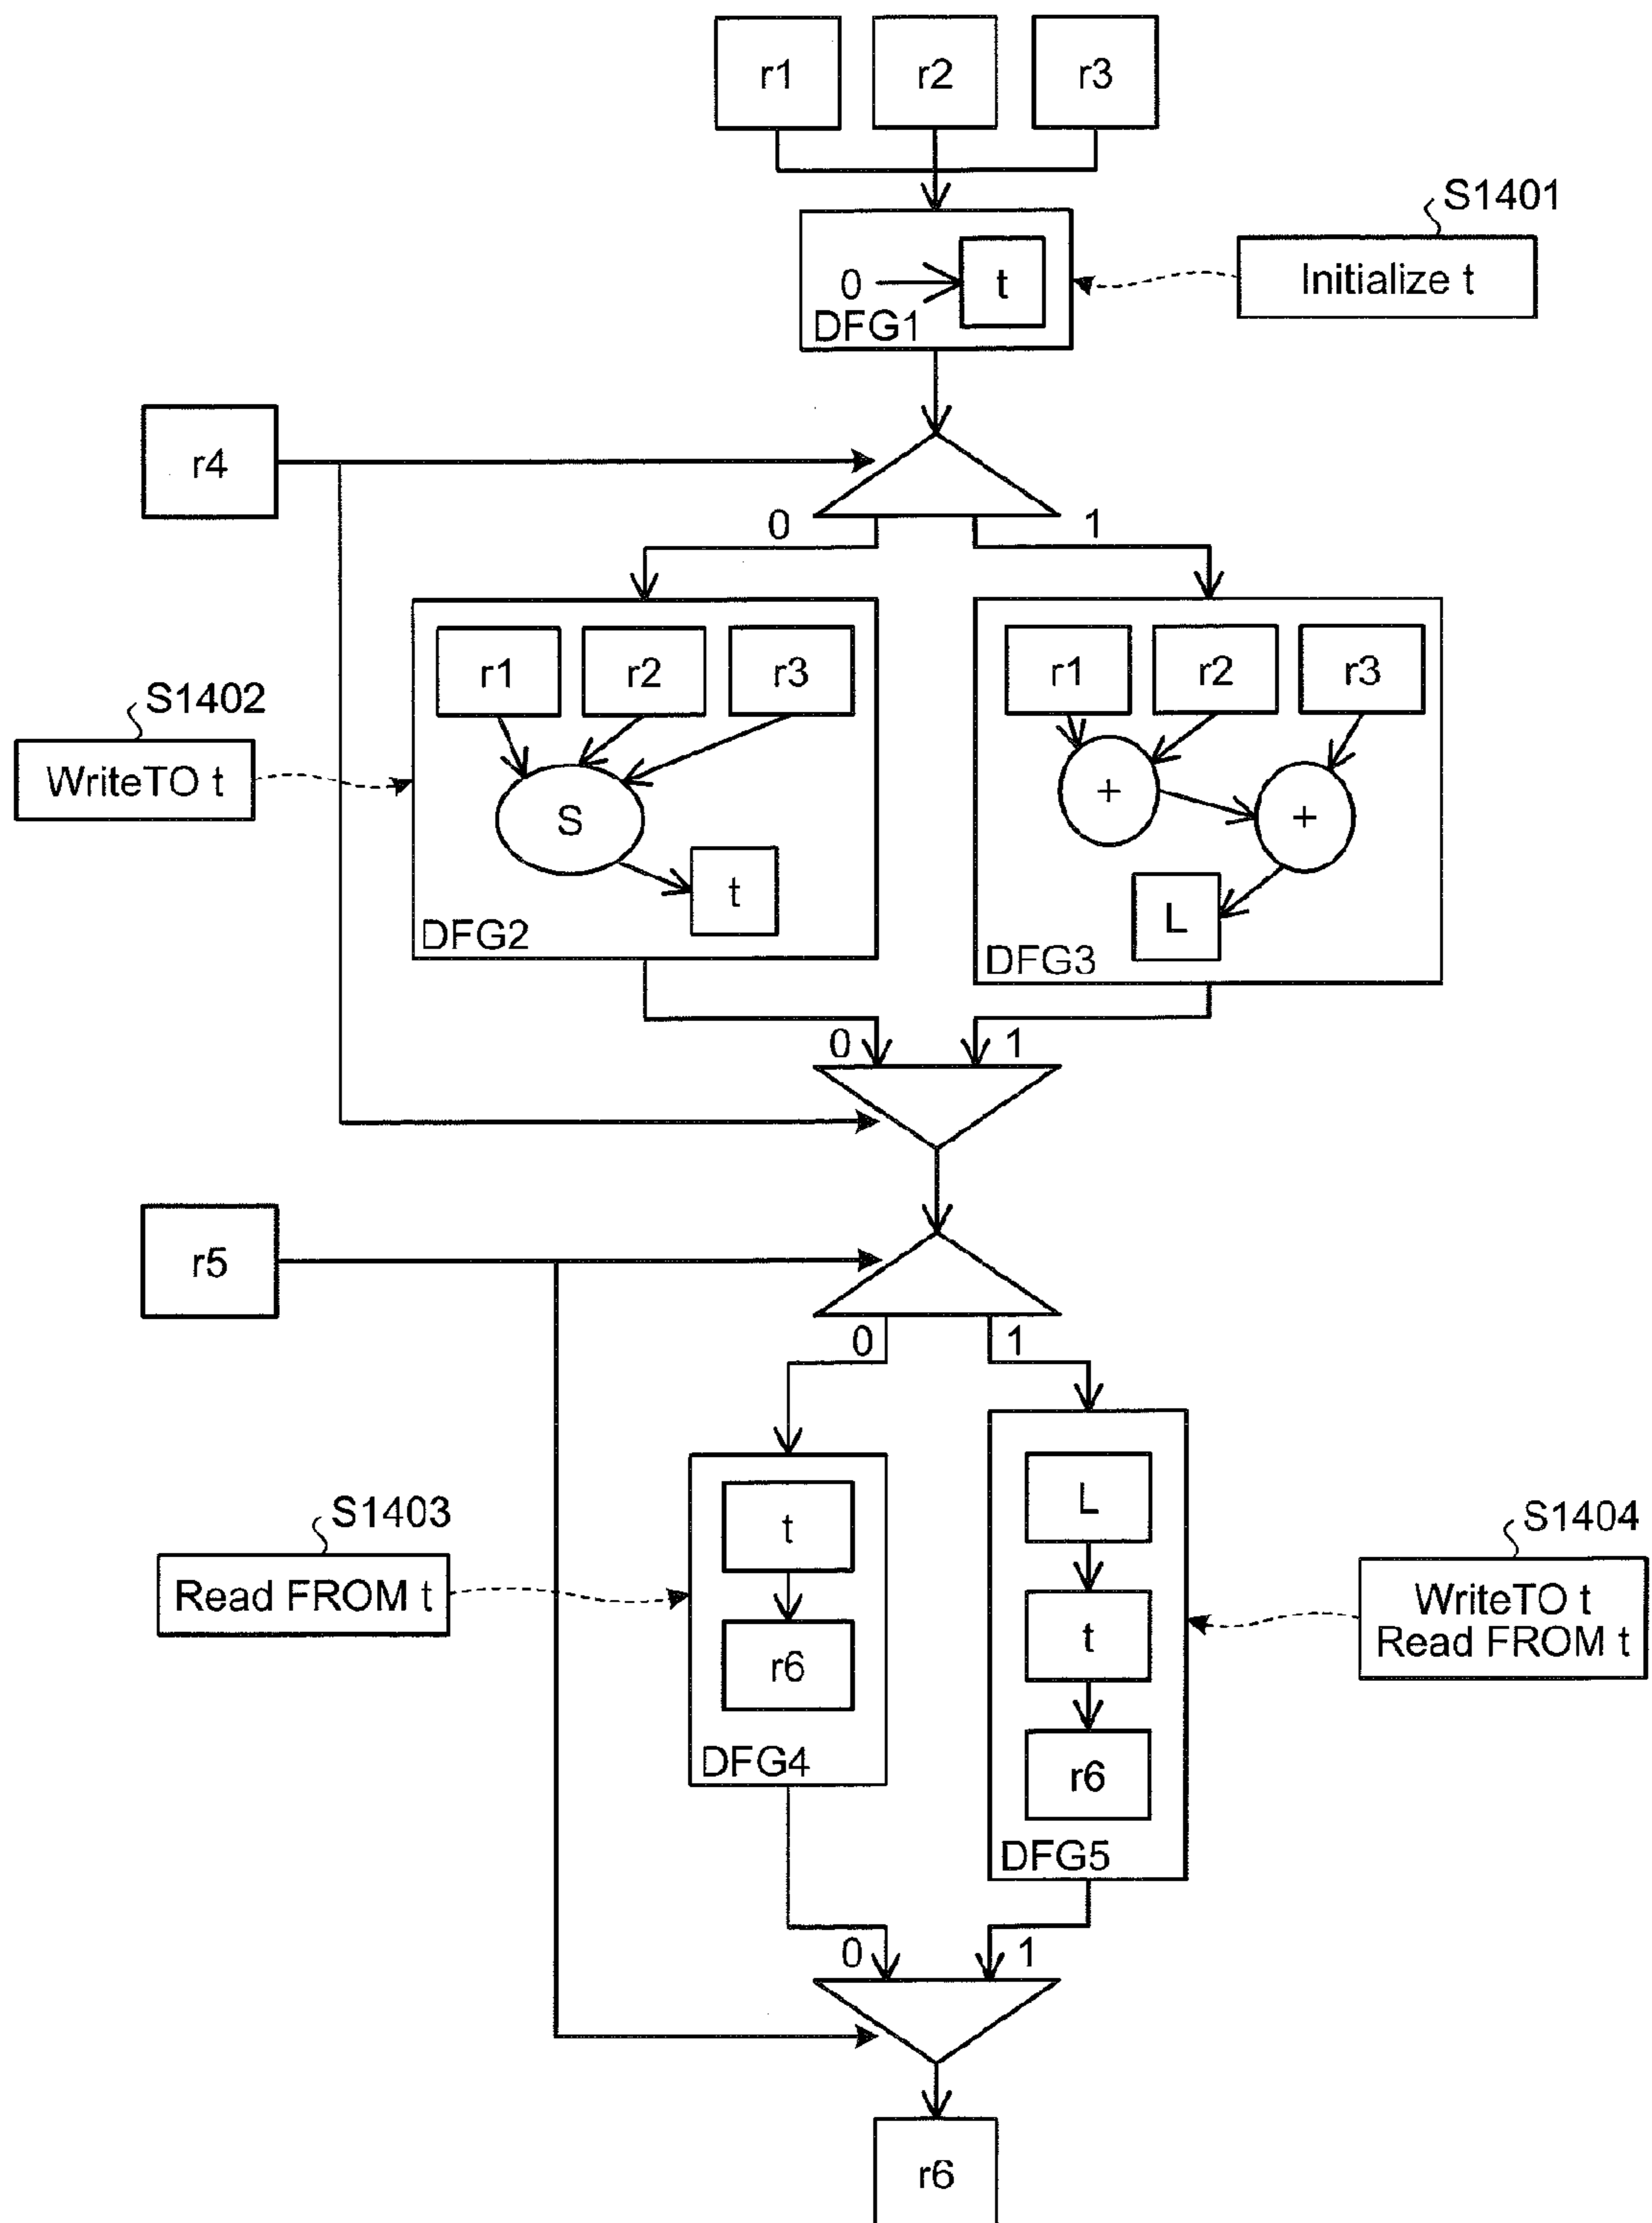 r1 r2 r3
S1401
0 t
Initialize t
DFG1
r4
0 1
r1 r2 r3
r1 r2 r3
S1402
WriteTO t
S
+
+
t
L
DFG2
DFG3
0 1
r5
0 1
L
S1403
t
S1404
Read FROM t
WriteTO t
Read FROM t
t
r6
r6
DFG4
DFG5
0 1
r6